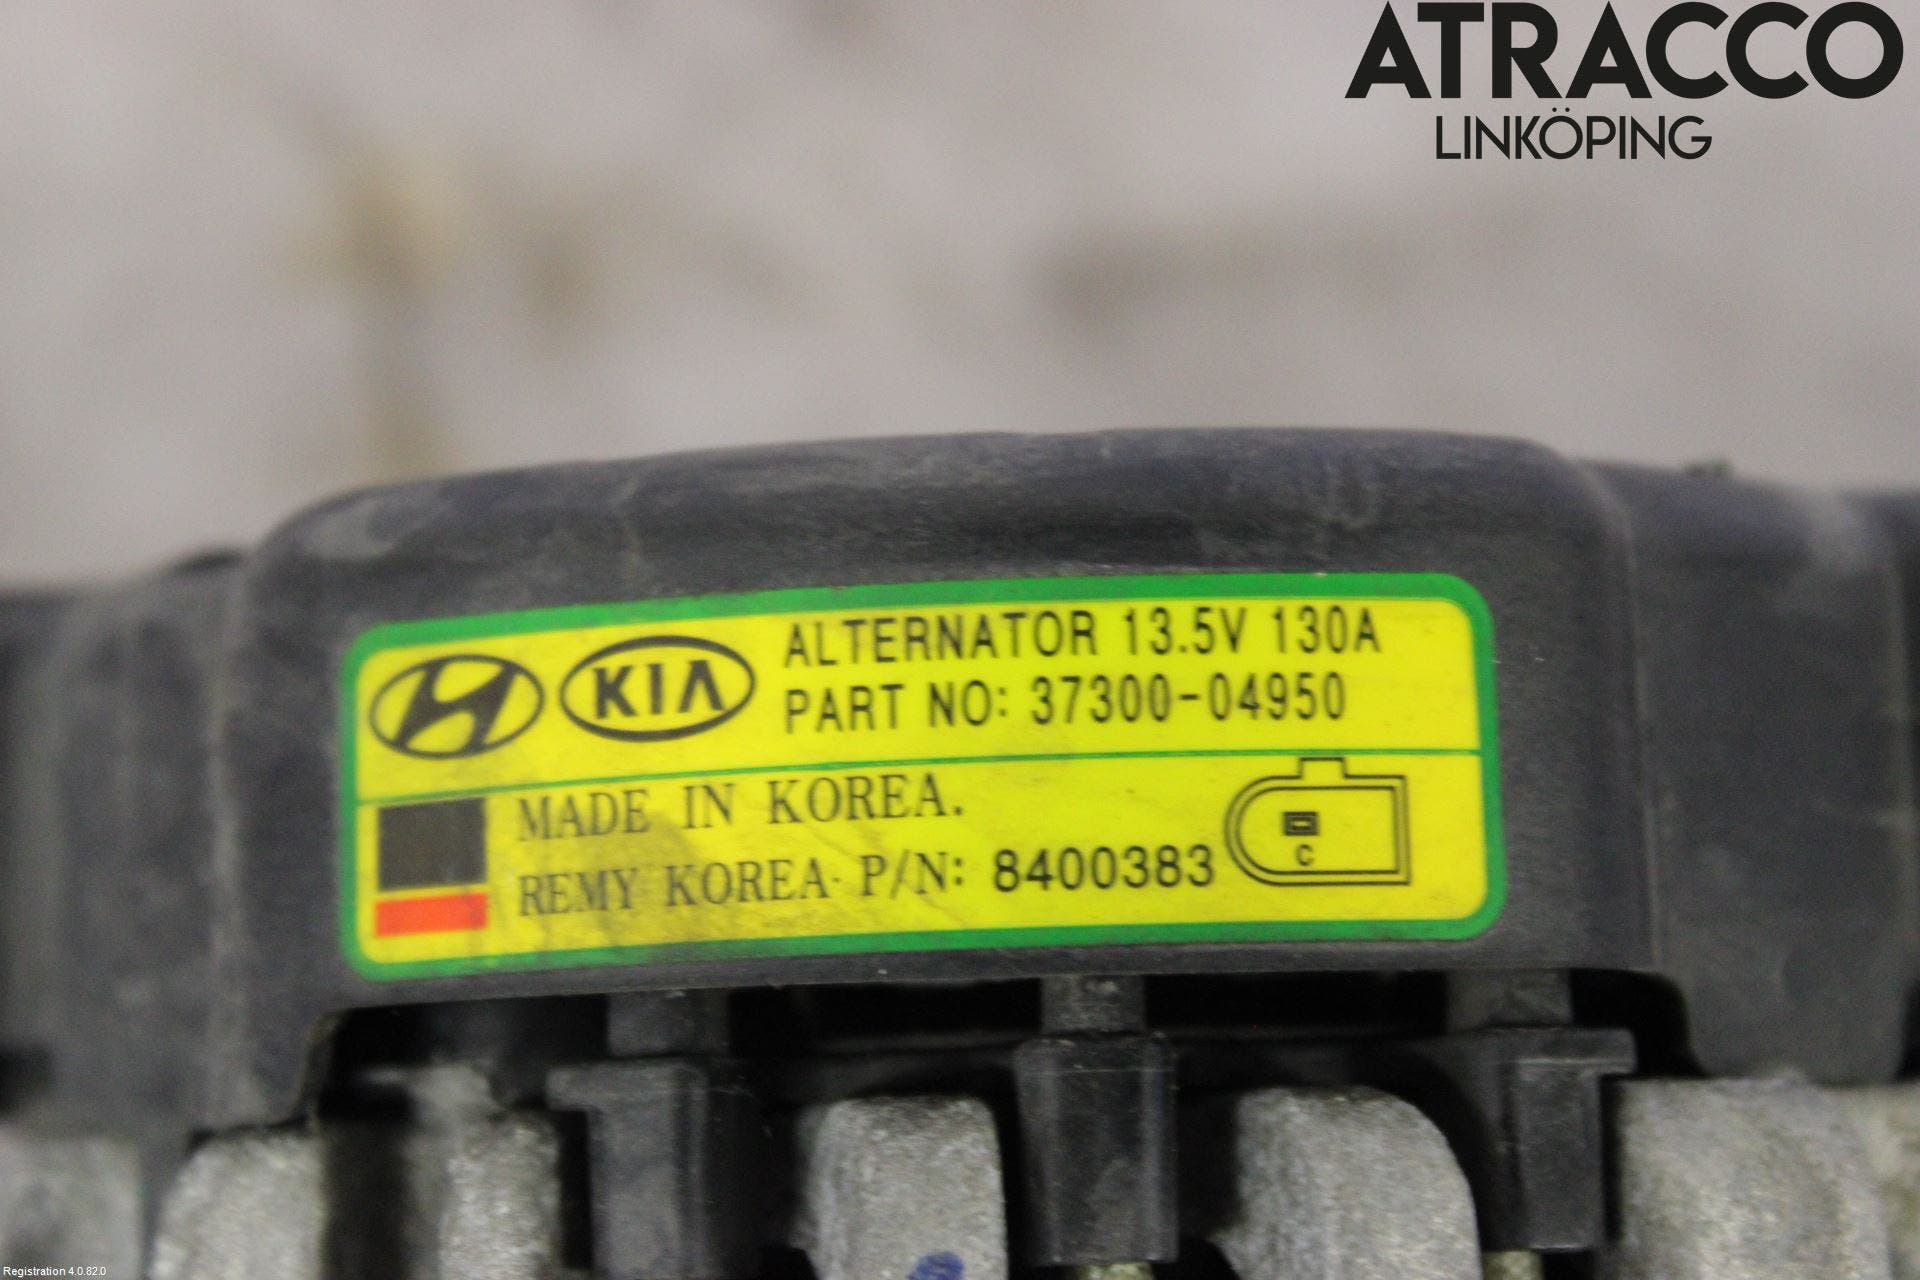 ATRACCO
LINKÖPING
KIA
ALTERNATOR 13.5V 130A
PART NO: 37300-04950
MADE IN KOREA.
REMY KOREA P/N: 8400383
C
Registration 4.0.82.0